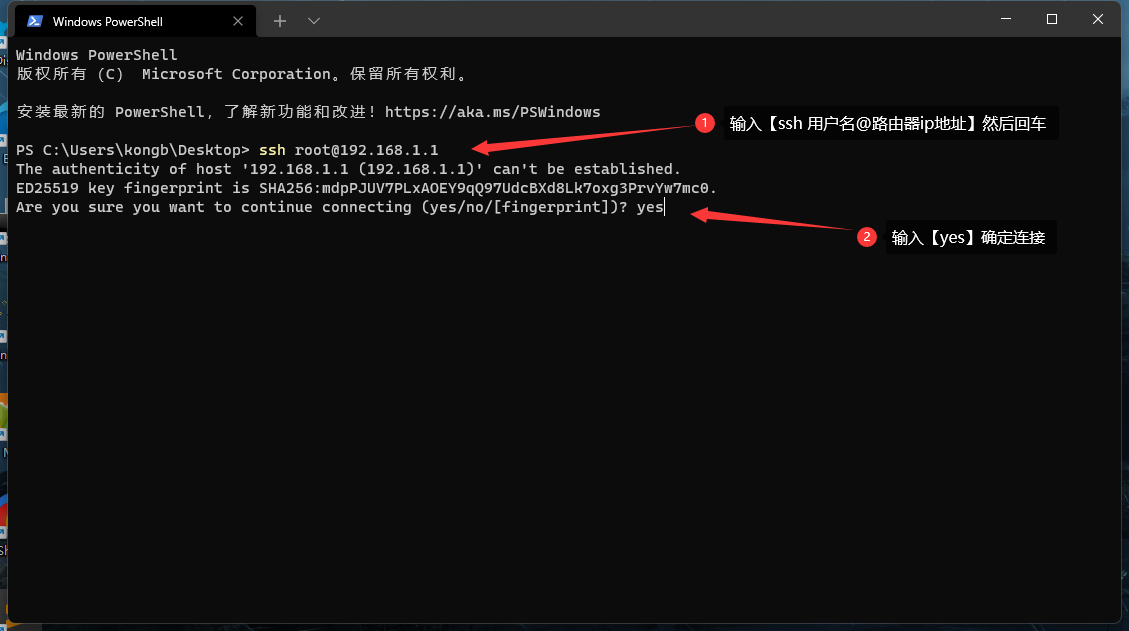 Windows PowerShell
Windows PowerShell
版权所有 (C)  Microsoft Corporation。保留所有权利。
安装最新的 PowerShell，了解新功能和改进！https://aka.ms/PSWindows
1 输入【ssh 用户名@路由器ip地址】然后回车
PS C:\Users\kongb\Desktop> ssh root@192.168.1.1
The authenticity of host '192.168.1.1 (192.168.1.1)' can't be established.
ED25519 key fingerprint is SHA256:mdpPJUV7PLxAOEY9qQ97UdcBXd8Lk7oxg3PrvYw7mc0.
Are you sure you want to continue connecting (yes/no/[fingerprint])? yes
2 输入【yes】确定连接